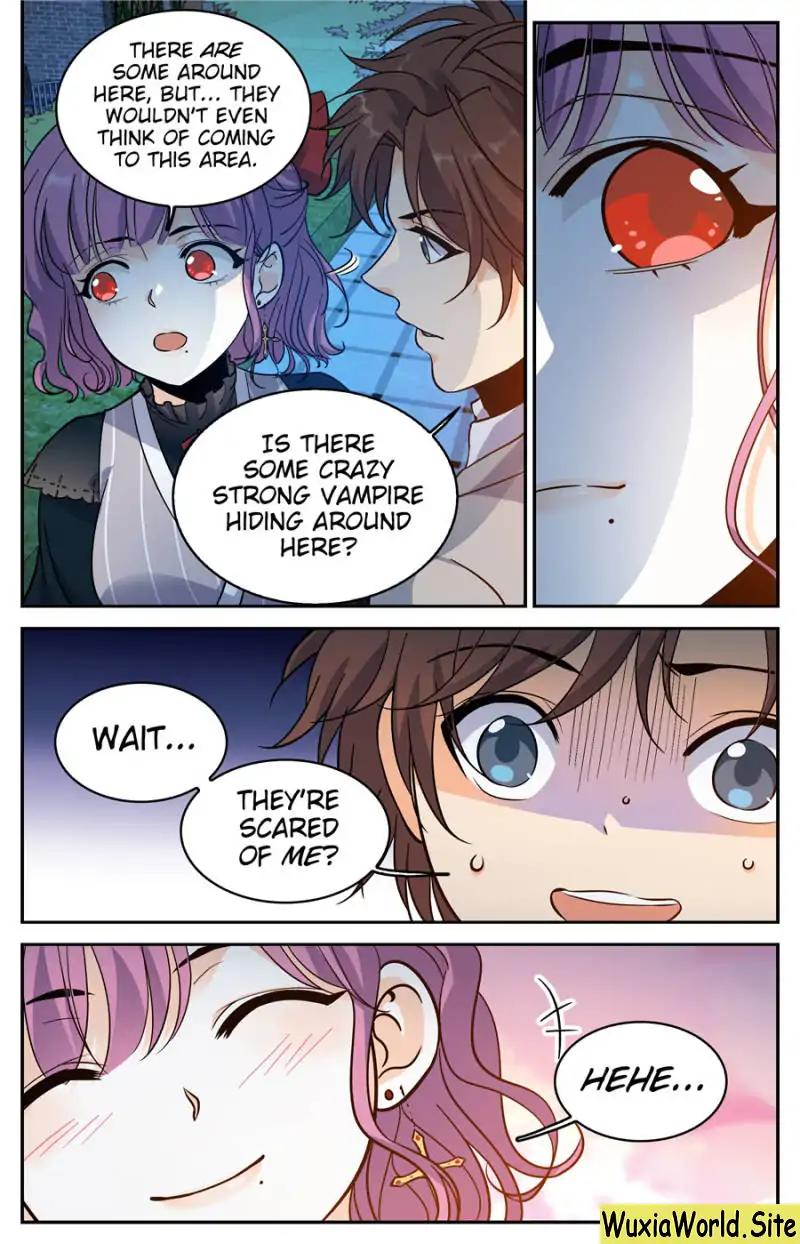 THERE ARE
SOME AROUND
HERE, BUT... THEY
WOULDN'T EVEN
THINK OF COMING
TO THIS AREA.
IS THERE
SOME CRAZY
STRONG VAMPIRE
HIDING AROUND
HERE?
WAIT...
THEY'RE
SCARED
OF ME?
HEHE...
WuxiaWorld.Site